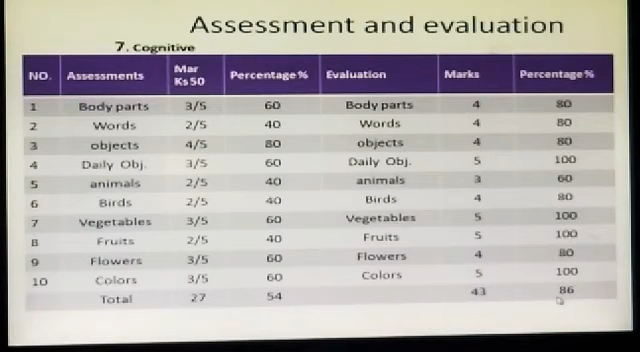 Assessment and evaluation
7. Cognitive
NO. Assessments Mar Ks 50 Percentage% Evaluation Marks Percentage%
1 Body parts 3/5 60 Body parts 4 80
2 Words 2/5 40 Words 4 80
3 objects 4/5 80 objects 4 80
4 Daily Obj. 3/5 60 Daily Obj. 5 100
5 animals 2/5 40 animals 3 60
6 Birds 2/5 40 Birds 4 80
7 Vegetables 3/5 60 Vegetables 5 100
8 Fruits 2/5 40 Fruits 5 100
9 Flowers 3/5 60 Flowers 4 80
10 Colors 3/5 60 Colors 5 100
Total 27 54 43 86